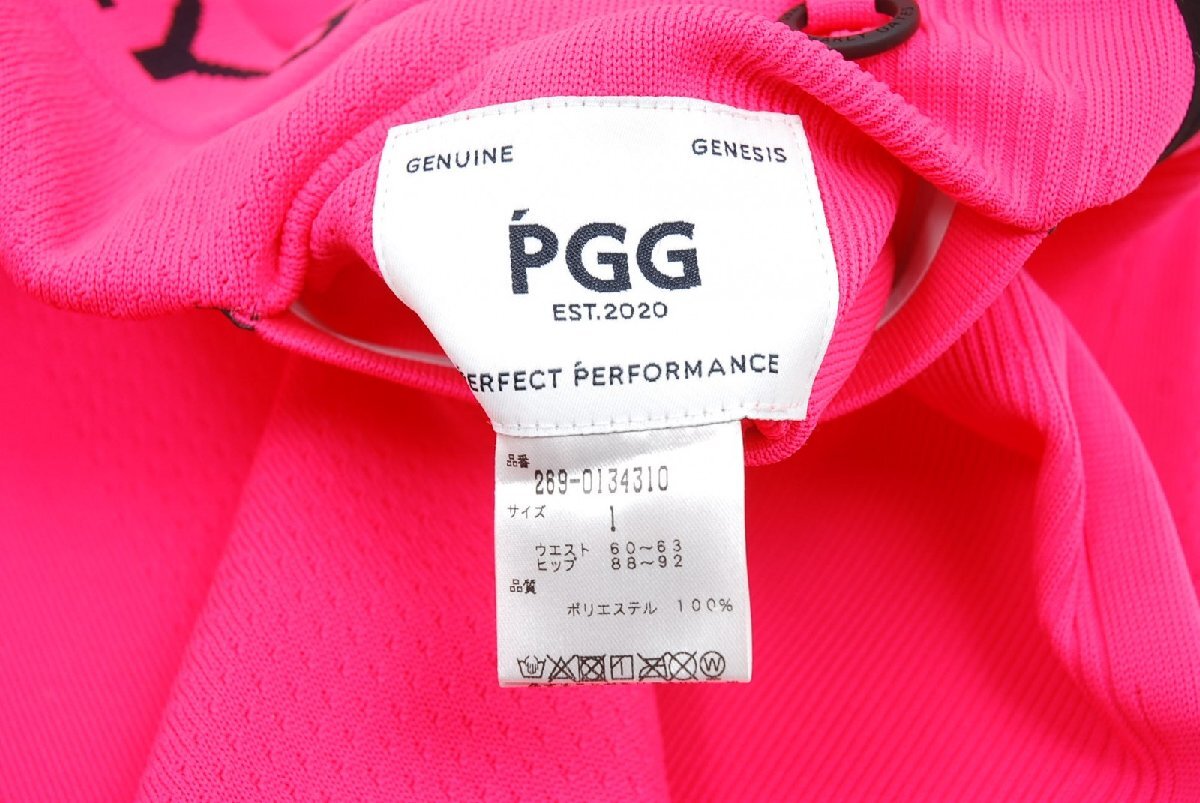 GENUINE GENESIS
PGG
EST.2020
ERFECT PERFORMANCE
品番
269-0134310
サイズ 1
ウエスト 60~63
ヒップ 88~92
品質
ポリエステル 100%
W